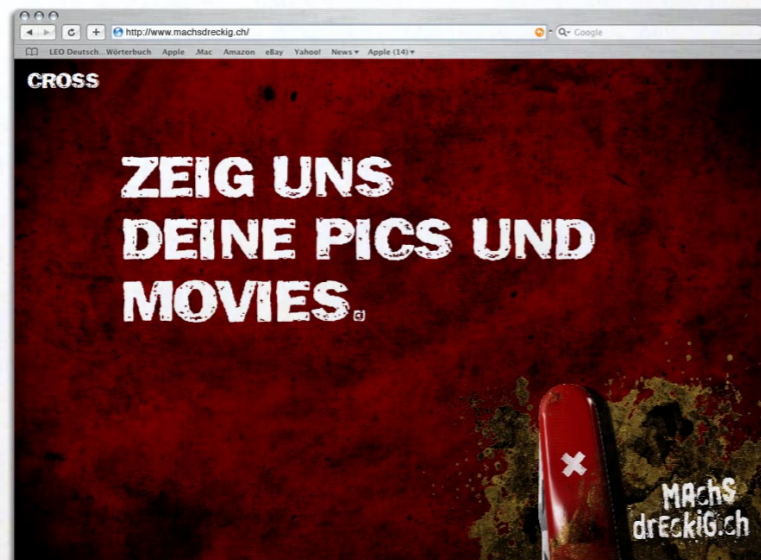 http://www.machsdreckig.ch/
Google
LEO Deutsch...Wörterbuch Apple .Mac Amazon eBay Yahoo! News Apple (14)
CROSS
ZEIG UNS
DEINE PICS UND
MOVIES.
MAchS
drEckiG.ch